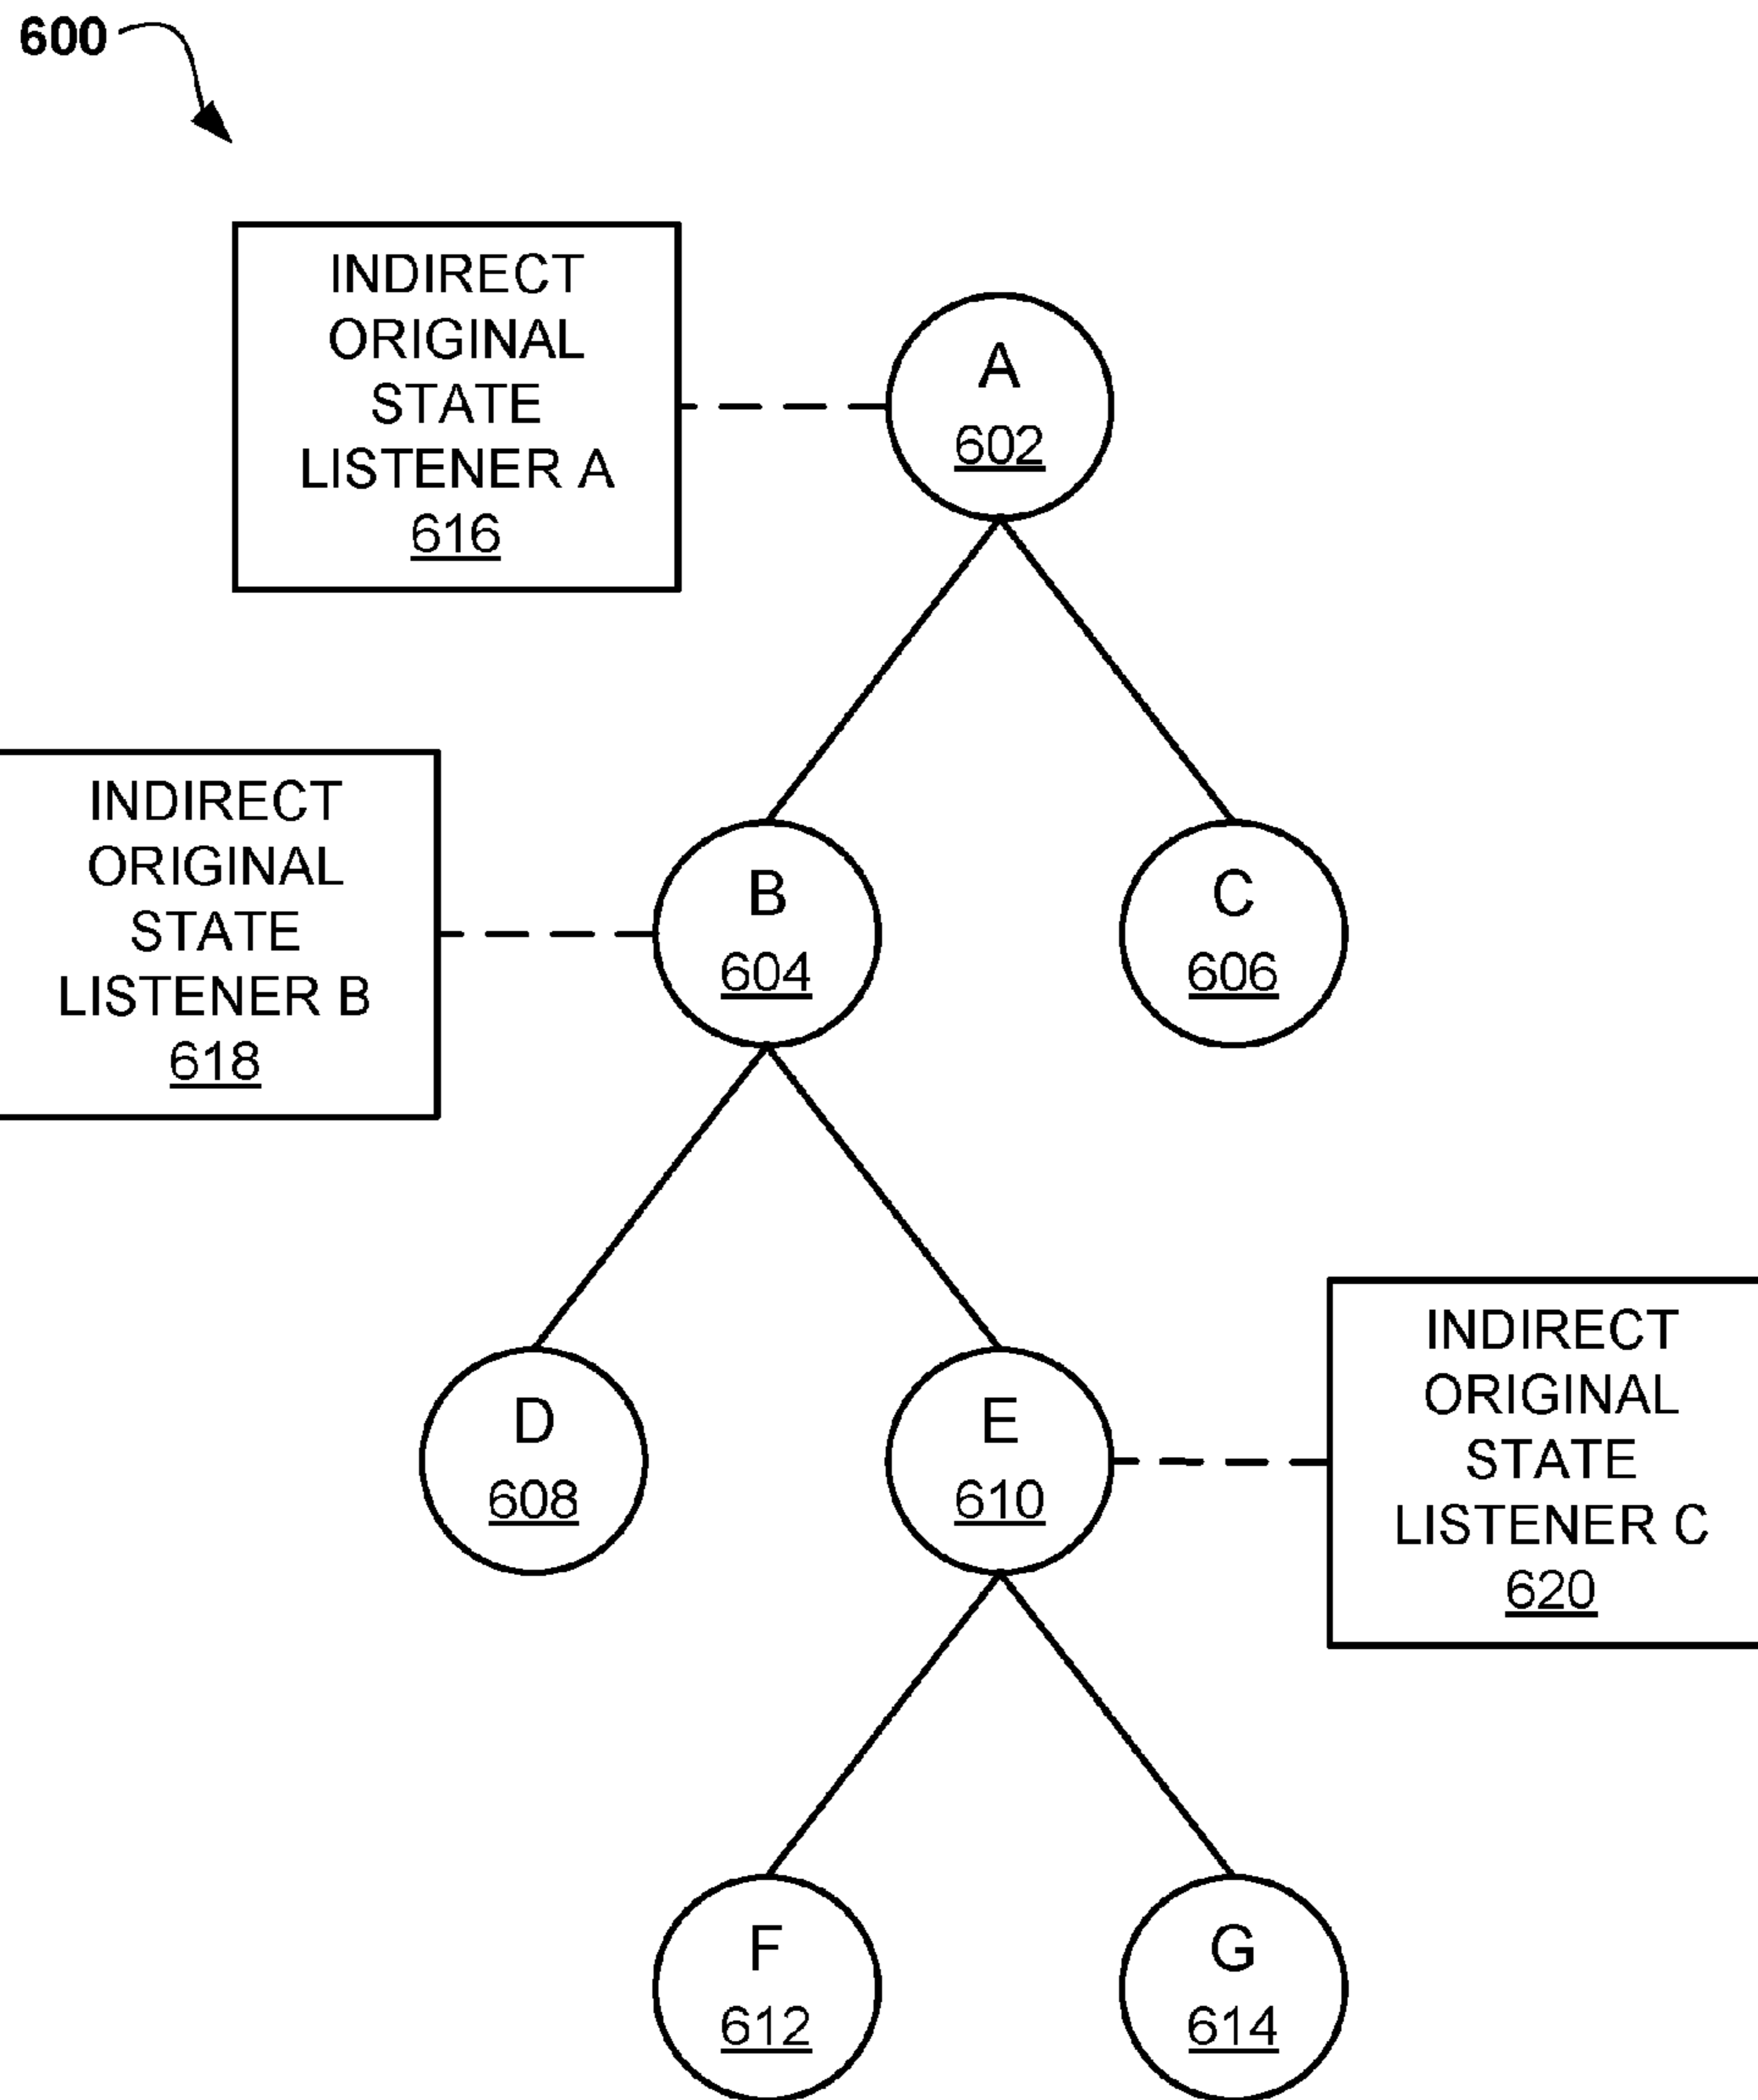 600
INDIRECT
ORIGINAL
STATE
LISTENER A
616
A
602
INDIRECT
ORIGINAL
STATE
LISTENER B
618
B
604
C
606
D
608
E
610
INDIRECT
ORIGINAL
STATE
LISTENER C
620
F
612
G
614